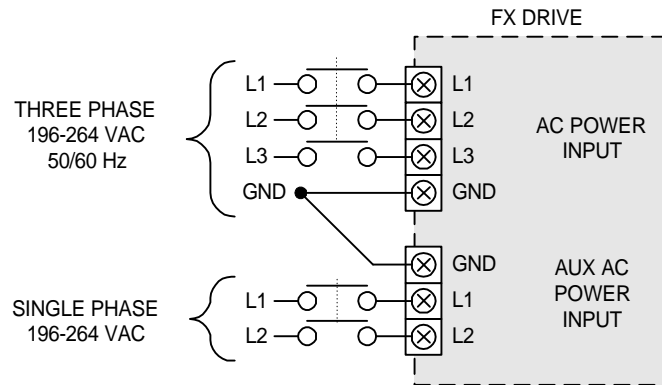 FX DRIVE
THREE PHASE
196-264 VAC
50/60 Hz
L1
L2
L3
GND
L1
L2
L3
GND
AC POWER
INPUT
SINGLE PHASE
196-264 VAC
L1
L2
GND
L1
L2
AUX AC
POWER
INPUT